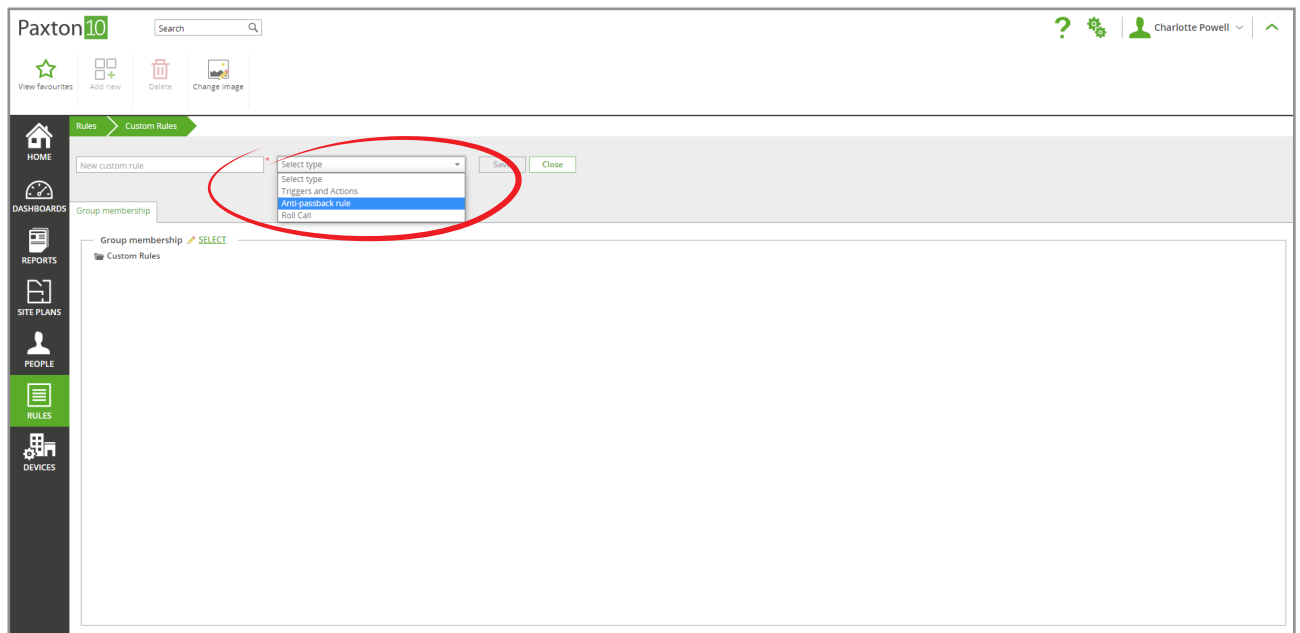 Paxton10
Search
Charlotte Powell
View favourites
Add new
Delete
Change image
HOME
DASHBOARDS
REPORTS
SITE PLANS
PEOPLE
RULES
DEVICES
Rules
Custom Rules
New custom rule
*
Select type
Save
Close
Select type
Triggers and Actions
Anti-passback rule
Roll Call
Group membership
Group membership SELECT
Custom Rules